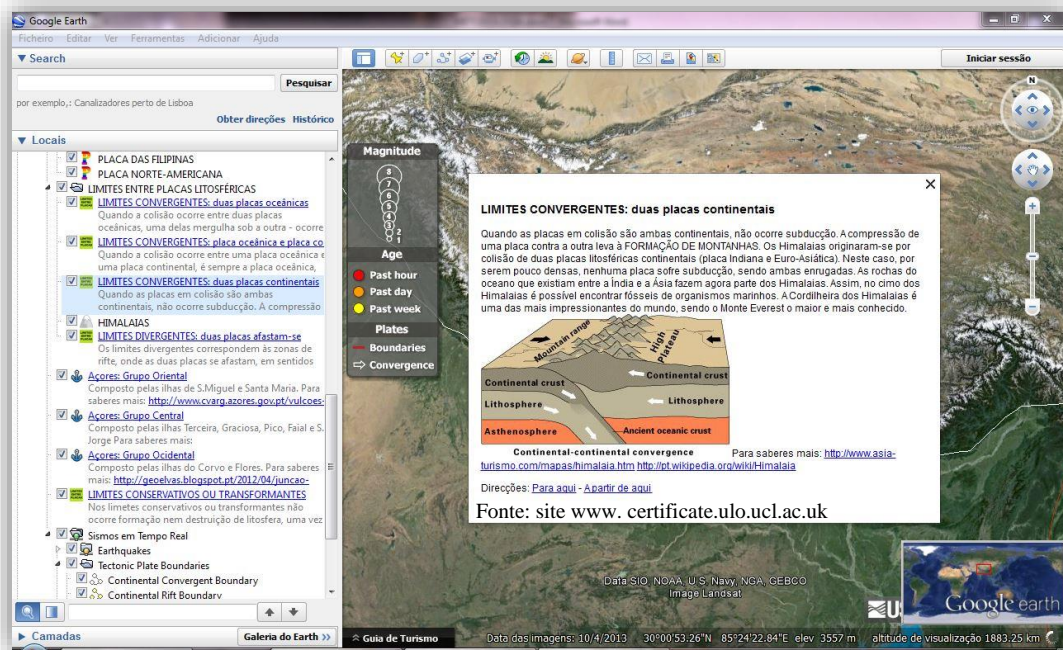 Google Earth
Ficheiro Editar Ver Ferramentas Adicionar Ajuda
Search
Pesquisar
por exemplo,: Canalizadores perto de Lisboa
Obter direções Histórico
Locais
PLACA DAS FILIPINAS
PLACA NORTE-AMERICANA
LIMITES ENTRE PLACAS LITOSFÉRICAS
LIMITES CONVERGENTES: duas placas oceânicas
Quando a colisão ocorre entre duas placas
oceânicas, uma delas mergulha sob a outra - ocorre
LIMITES CONVERGENTES: placa oceânica e placa co
Quando a colisão ocorre entre uma placa oceânica e
uma placa continental, é sempre a placa oceânica,
LIMITES CONVERGENTES: duas placas continentais
Quando as placas em colisão são ambas
continentais, não ocorre subducção. A compressão
HIMALAIAS
LIMITES DIVERGENTES: duas placas afastam-se
Os limites divergentes correspondem às zonas de
rifte, onde as duas placas se afastam, em sentidos
Açores: Grupo Oriental
Composto pelas ilhas de S.Miguel e Santa Maria. Para
saberes mais: http://www.cvarg.azores.gov.pt/vulcoes-
Açores: Grupo Central
Composto pelas ilhas Terceira, Graciosa, Pico, Faial e S.
Jorge Para saberes mais:
Açores: Grupo Ocidental
Composto pelas ilhas do Corvo e Flores. Para saberes
mais: http://geoelvas.blogspot.pt/2012/04/juncao-
LIMITES CONSERVATIVOS OU TRANSFORMANTES
Nos limetes conservativos ou transformantes não
ocorre formação nem destruição de litosfera, uma vez
Sismos em Tempo Real
Earthquakes
Tectonic Plate Boundaries
Continental Convergent Boundary
Continental Rift Boundary
Camadas
Galeria do Earth >>
Iniciar sessão
N
Magnitude
8
7
6
5
4
3
2
1
Age
Past hour
Past day
Past week
Plates
Boundaries
Convergence
LIMITES CONVERGENTES: duas placas continentais
Quando as placas em colisão são ambas continentais, não ocorre subducção. As compressão de
uma placa contra a outra leva à FORMAÇÃO DE MONTANHAS. Os Himalaias originaram-se por
colisão de duas placas litosféricas continentais (placa Indiana e Euro-Asiática). Neste caso, por
serem pouco densas, nenhuma placa sofre subducção, sendo ambas enrugadas. As rochas do
oceano que existiam entre a Índia e a Ásia fazem agora parte dos Himalaias. Assim, no cimo dos
Himalaias é possível encontrar fósseis de organismos marinhos. A Cordilheira dos Himalaias é
uma das mais impressionantes do mundo, sendo o Monte Everest o maior e mais conhecido.
Mountain range
High Plateau
Continental crust
Continental crust
Lithosphere
Lithosphere
Asthenosphere
Ancient oceanic crust
Continental-continental convergence
Para saberes mais: http://www.asia-
turismo.com/mapas/himalaia.htm http://pt.wikipedia.org/wiki/Himalaia
Direcções: Para aqui - A partir de aqui
Fonte: site www. certificate.ulo.ucl.ac.uk
Data SIO, NOAA, U.S. Navy, NGA, GEBCO
Image Landsat
Google earth
Guia de Turismo
Data das imagens: 10/4/2013 30°00'53.26"N 85°24'22.84"E elev 3557 m altitude de visualização 1883.25 km